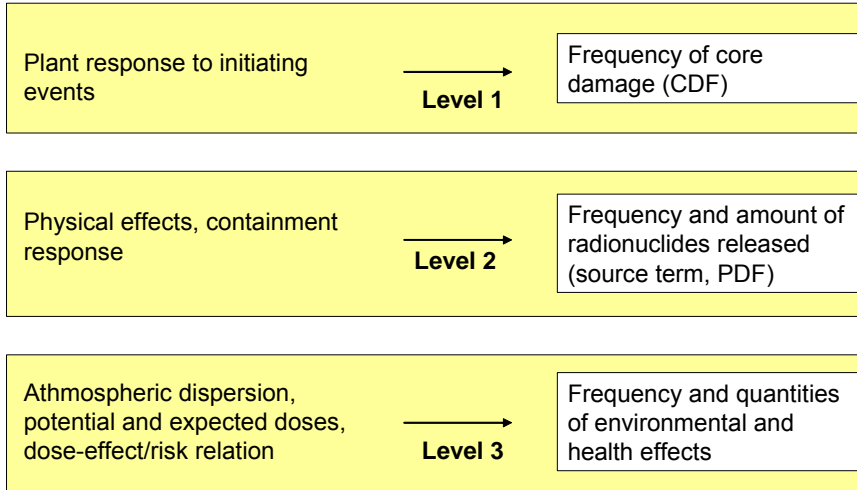 Plant response to initiating
events
Level 1
Frequency of core
damage (CDF)
Physical effects, containment
response
Level 2
Frequency and amount of
radionuclides released
(source term, PDF)
Athmospheric dispersion,
potential and expected doses,
dose-effect/risk relation
Level 3
Frequency and quantities
of environmental and
health effects